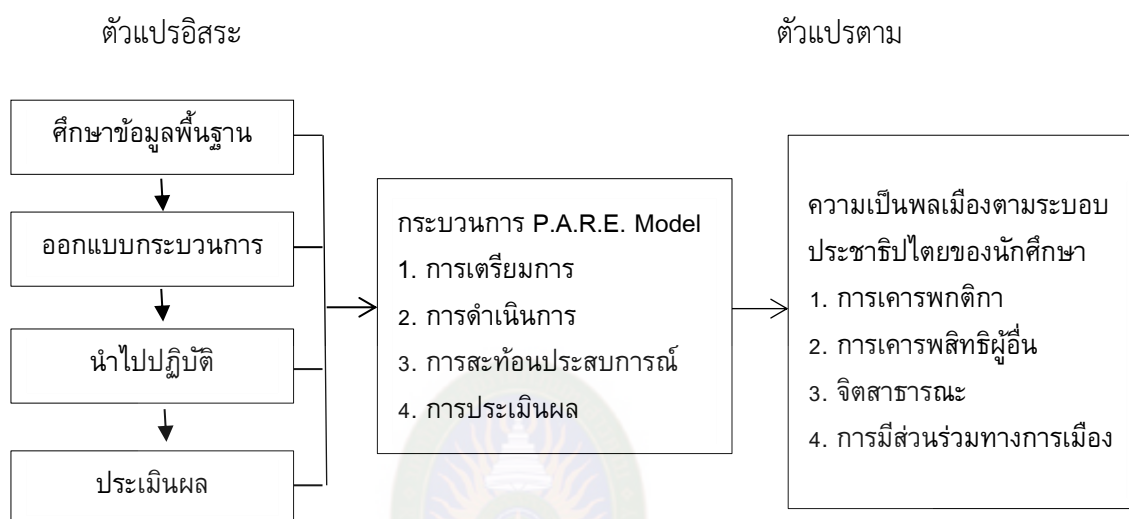 ตัวแปรอิสระ
ตัวแปรตาม
ศึกษาข้อมูลพื้นฐาน
ออกแบบกระบวนการ
นำไปปฏิบัติ
ประเมินผล
กระบวนการ P.A.R.E. Model
1. การเตรียมการ
2. การดำเนินการ
3. การสะท้อนประสบการณ์
4. การประเมินผล
ความเป็นพลเมืองตามระบอบ
ประชาธิปไตยของนักศึกษา
1. การเคารพกติกา
2. การเคารพสิทธิผู้อื่น
3. จิตสาธารณะ
4. การมีส่วนร่วมทางการเมือง